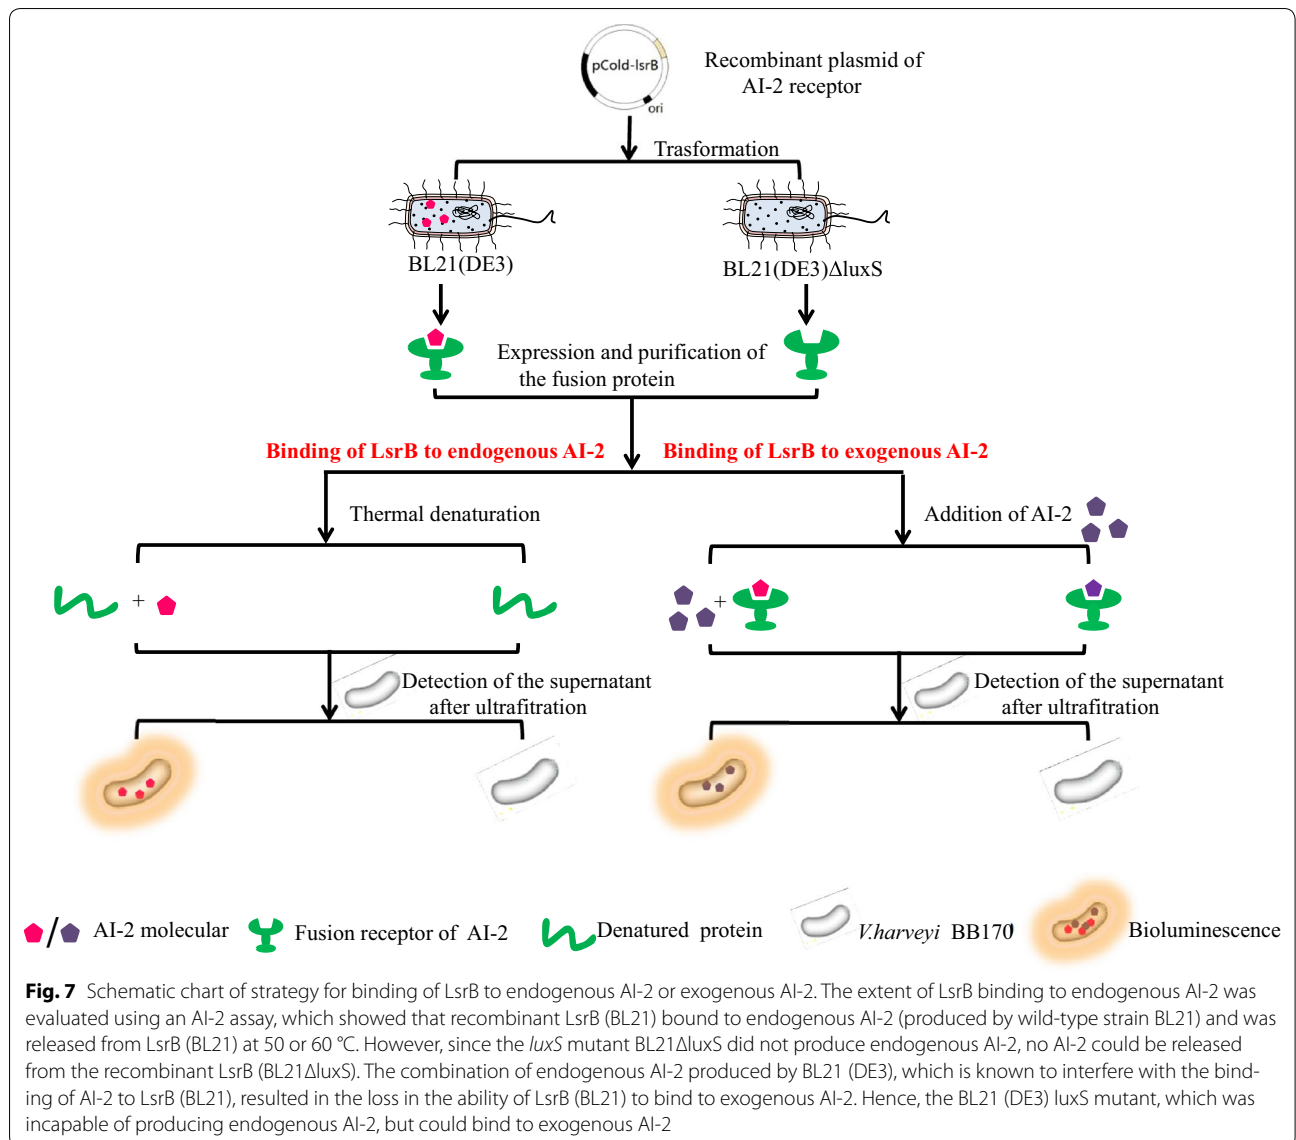 pCold-lsrB
ori
Recombinant plasmid of
AI-2 receptor
Trasformation
BL21(DE3)
BL21(DE3)ΔluxS
Expression and purification of
the fusion protein
Binding of LsrB to endogenous AI-2
Binding of LsrB to exogenous AI-2
Thermal denaturation
Addition of AI-2
+
+
Detection of the supernatant
after ultrafitration
Detection of the supernatant
after ultrafitration
/ AI-2 molecular
Fusion receptor of AI-2
Denatured protein
V.harveyi BB170
Bioluminescence
Fig. 7 Schematic chart of strategy for binding of LsrB to endogenous AI-2 or exogenous AI-2. The extent of LsrB binding to endogenous AI-2 was
evaluated using an AI-2 assay, which showed that recombinant LsrB (BL21) bound to endogenous AI-2 (produced by wild-type strain BL21) and was
released from LsrB (BL21) at 50 or 60 °C. However, since the luxS mutant BL21ΔluxS did not produce endogenous AI-2, no AI-2 could be released
from the recombinant LsrB (BL21ΔluxS). The combination of endogenous AI-2 produced by BL21 (DE3), which is known to interfere with the bind-
ing of AI-2 to LsrB (BL21), resulted in the loss in the ability of LsrB (BL21) to bind to exogenous AI-2. Hence, the BL21 (DE3) luxS mutant, which was
incapable of producing endogenous AI-2, but could bind to exogenous AI-2